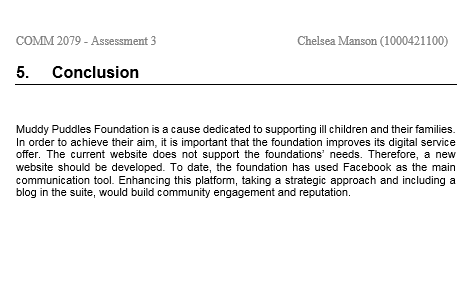 COMM 2079 - Assessment 3 Chelsea Manson (1000421100)
5. Conclusion
Muddy Puddles Foundation is a cause dedicated to supporting ill children and their families.
In order to achieve their aim, it is important that the foundation improves its digital service
offer. The current website does not support the foundations' needs. Therefore, a new
website should be developed. To date, the foundation has used Facebook as the main
communication tool. Enhancing this platform, taking a strategic approach and including a
blog in the suite, would build community engagement and reputation.